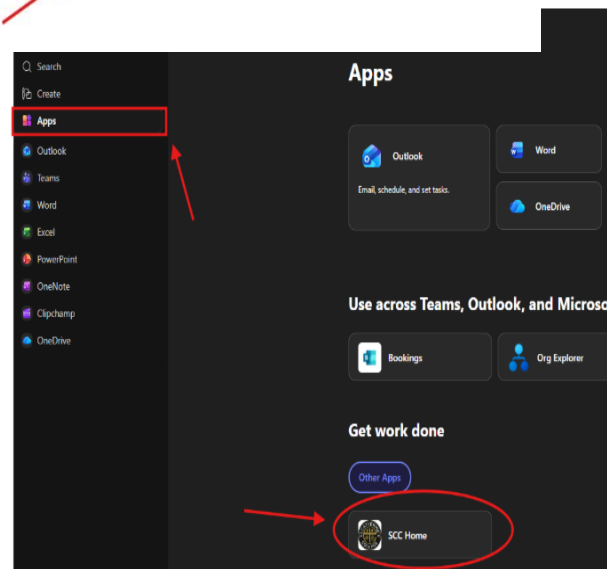 Search
Create
Apps
Outlook
Teams
Word
Excel
PowerPoint
OneNote
Clipchamp
OneDrive
Apps
Outlook
Email, schedule, and set tasks.
Word
OneDrive
Use across Teams, Outlook, and Microso
Bookings
Org Explorer
Get work done
Other Apps
SCC Home